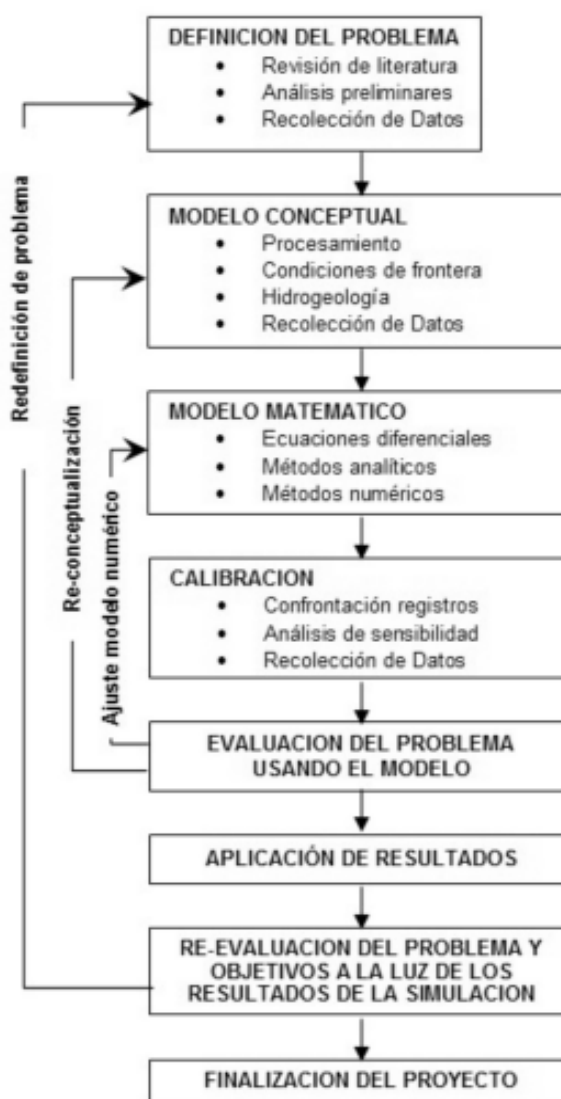 DEFINICION DEL PROBLEMA
• Revisión de literatura
• Análisis preliminares
• Recolección de Datos
MODELO CONCEPTUAL
• Procesamiento
• Condiciones de frontera
• Hidrogeología
• Recolección de Datos
MODELO MATEMATICO
• Ecuaciones diferenciales
• Métodos analíticos
• Métodos numéricos
CALIBRACION
• Confrontación registros
• Análisis de sensibilidad
• Recolección de Datos
EVALUACION DEL PROBLEMA
USANDO EL MODELO
APLICACIÓN DE RESULTADOS
RE-EVALUACION DEL PROBLEMA Y
OBJETIVOS A LA LUZ DE LOS
RESULTADOS DE LA SIMULACION
FINALIZACION DEL PROYECTO
Redefinición de problema
Re-conceptualización
Ajuste modelo numérico